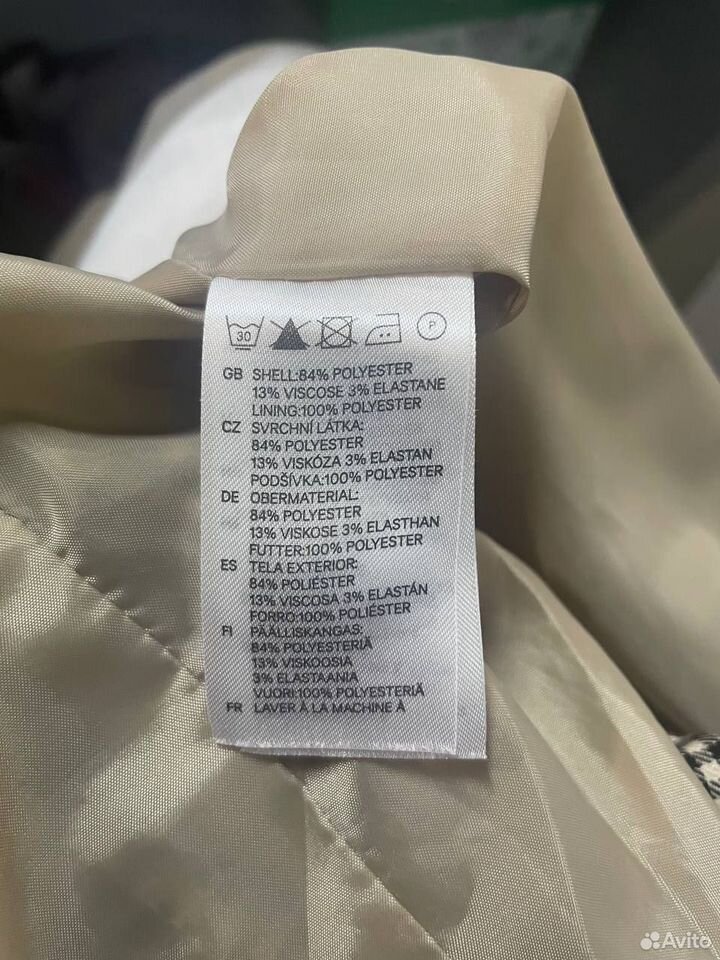 30 P
GB SHELL:84% POLYESTER
13% VISCOSE 3% ELASTANE
LINING:100% POLYESTER
CZ SVRCHNÍ LÁTKA:
84% POLYESTER
13% VISKÓZA 3% ELASTAN
PODŠÍVKA:100% POLYESTER
DE OBERMATERIAL:
84% POLYESTER
13% VISKOSE 3% ELASTHAN
FUTTER:100% POLYESTER
ES TELA EXTERIOR:
84% POLIÉSTER
13% VISCOSA 3% ELASTÁN
FORRO:100% POLIÉSTER
FI PÄÄLLISKANGAS:
84% POLYESTERIÄ
13% VISKOOSIA
3% ELASTAANIA
VUORI:100% POLYESTERIÄ
FR LAVER À LA MACHINE À
Avito